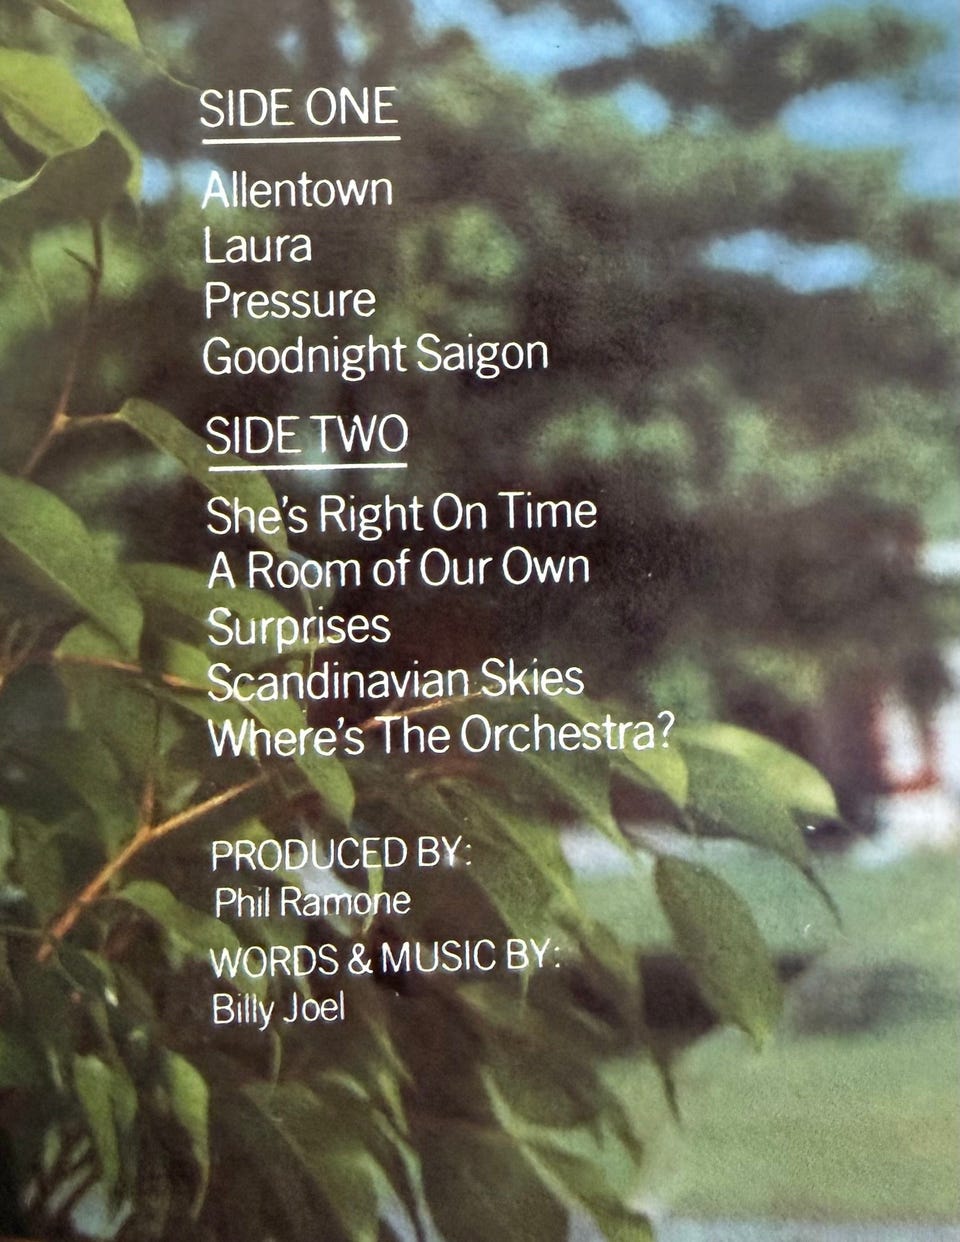 SIDE ONE
Allentown
Laura
Pressure
Goodnight Saigon
SIDE TWO
She's Right On Time
A Room of Our Own
Surprises
Scandinavian Skies
Where's The Orchestra?
PRODUCED BY:
Phil Ramone
WORDS & MUSIC BY:
Billy Joel